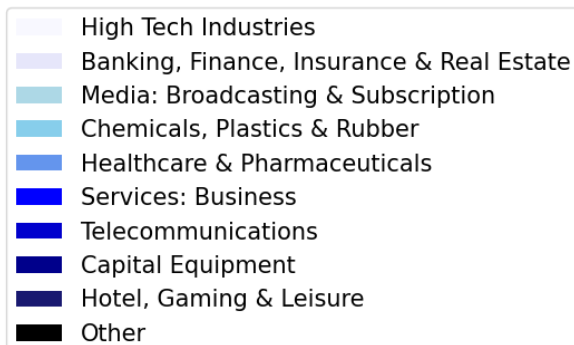 High Tech Industries
Banking, Finance, Insurance & Real Estate
Media: Broadcasting & Subscription
Chemicals, Plastics & Rubber
Healthcare & Pharmaceuticals
Services: Business
Telecommunications
Capital Equipment
Hotel, Gaming & Leisure
Other